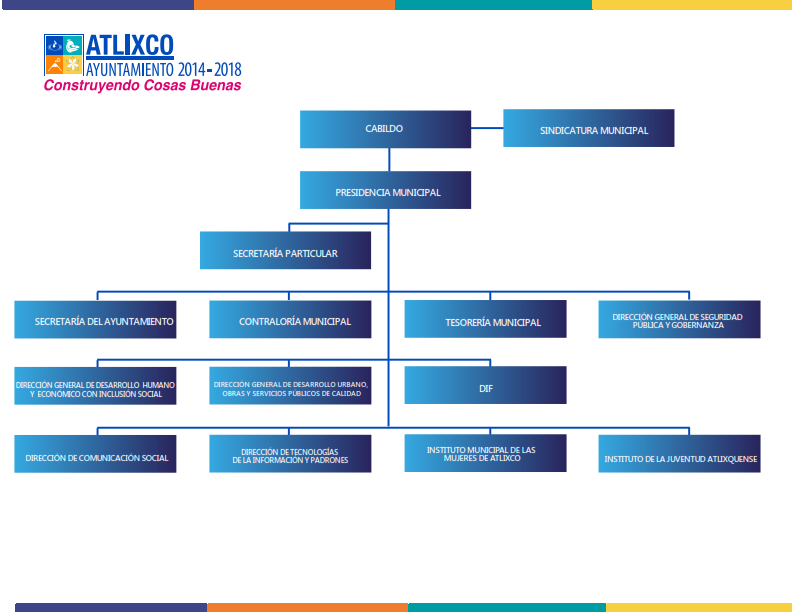 ATLIXCO
AYUNTAMIENTO 2014-2018
Construyendo Cosas Buenas
CABILDO
SINDICATURA MUNICIPAL
PRESIDENCIA MUNICIPAL
SECRETARÍA PARTICULAR
SECRETARÍA DEL AYUNTAMIENTO
CONTRALORÍA MUNICIPAL
TESORERÍA MUNICIPAL
DIRECCIÓN GENERAL DE SEGURIDAD
PÚBLICA Y GOBERNANZA
DIRECCIÓN GENERAL DE DESARROLLO HUMANO
Y ECONÓMICO CON INCLUSIÓN SOCIAL
DIRECCIÓN GENERAL DE DESARROLLO URBANO,
OBRAS Y SERVICIOS PÚBLICOS DE CALIDAD
DIF
DIRECCIÓN DE COMUNICACIÓN SOCIAL
DIRECCIÓN DE TECNOLOGÍAS
DE LA INFORMACIÓN Y PADRONES
INSTITUTO MUNICIPAL DE LAS
MUJERES DE ATLIXCO
INSTITUTO DE LA JUVENTUD ATLIXQUENSE